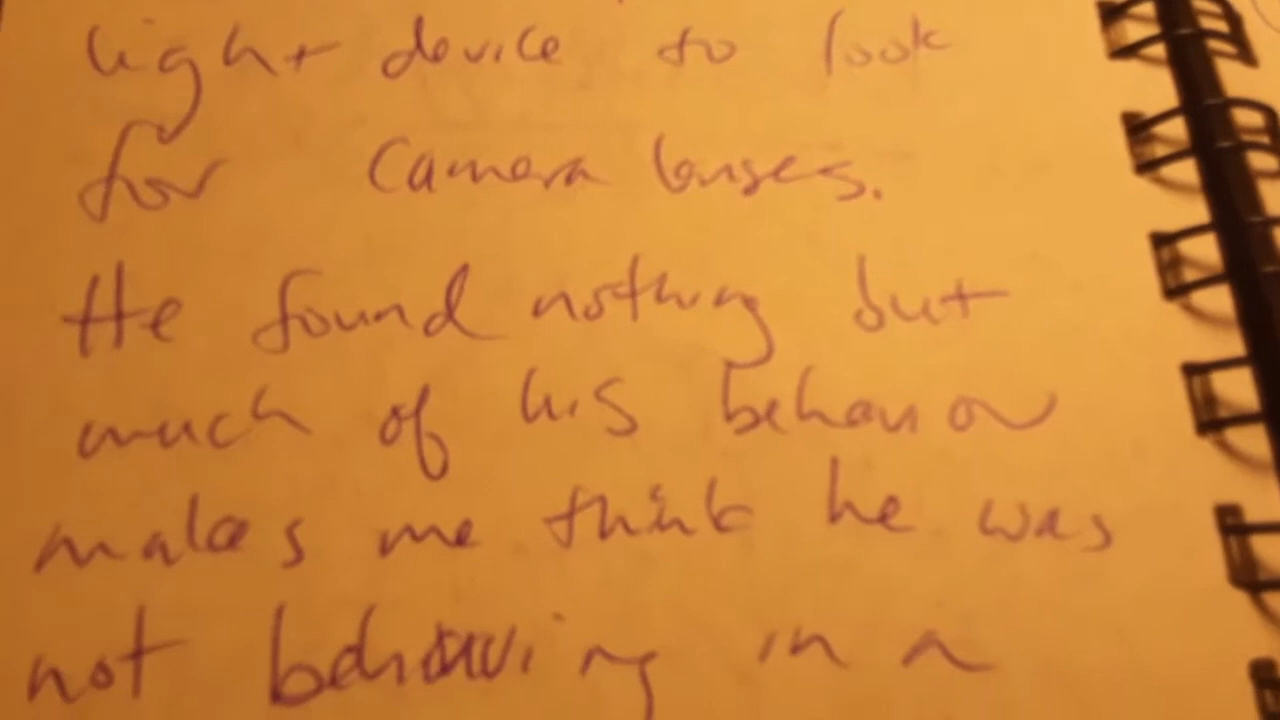 light device to look
for camera lenses.
He found nothing but
much of his behavior
makes me think he was
not behaving in a